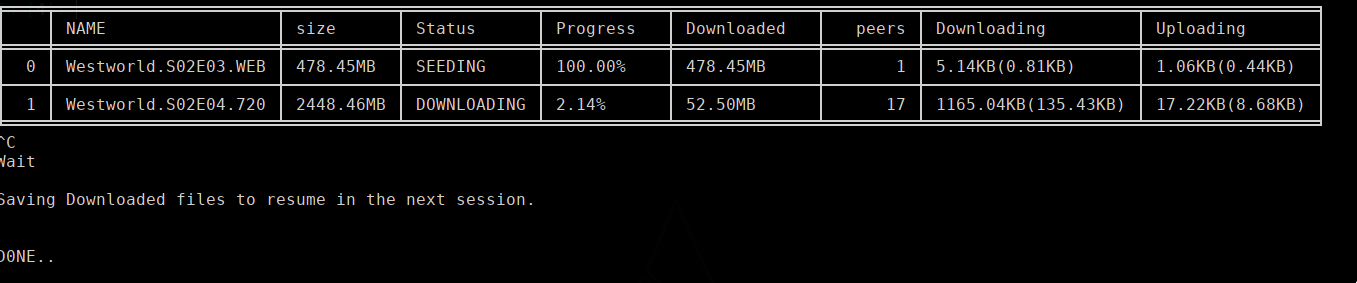 NAME size Status Progress Downloaded peers Downloading Uploading
0 Westworld.S02E03.WEB 478.45MB SEEDING 100.00% 478.45MB 1 5.14KB(0.81KB) 1.06KB(0.44KB)
1 Westworld.S02E04.720 2448.46MB DOWNLOADING 2.14% 52.50MB 17 1165.04KB(135.43KB) 17.22KB(8.68KB)
^C
Wait
Saving Downloaded files to resume in the next session.
DONE..